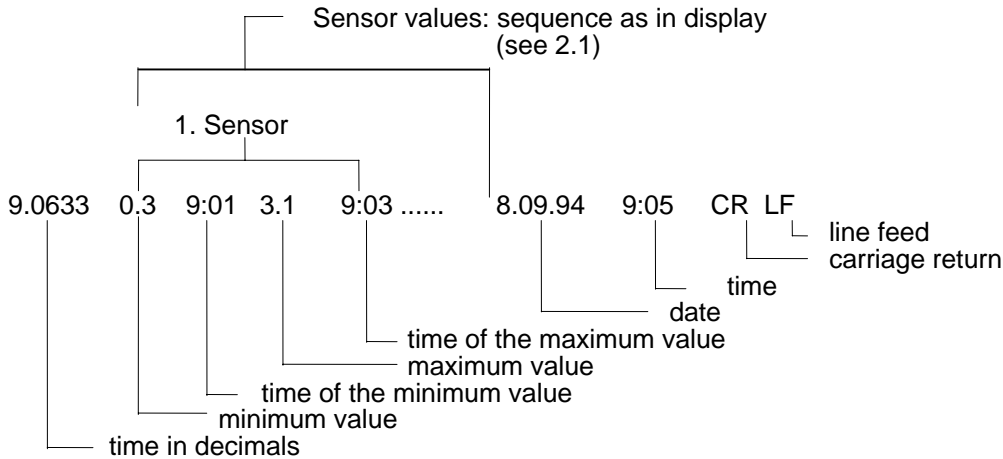 Sensor values: sequence as in display
(see 2.1)
1. Sensor
9.0633 0.3 9:01 3.1 9:03 ...... 8.09.94 9:05 CR LF
line feed
carriage return
time
date
time of the maximum value
maximum value
time of the minimum value
minimum value
time in decimals